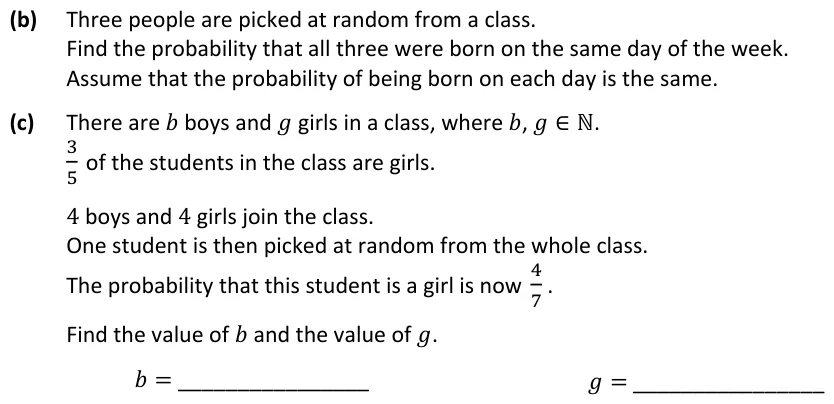 (b) Three people are picked at random from a class.
Find the probability that all three were born on the same day of the week.
Assume that the probability of being born on each day is the same.
(c) There are b boys and g girls in a class, where b, g ∈ ℕ.
3/5 of the students in the class are girls.
4 boys and 4 girls join the class.
One student is then picked at random from the whole class.
The probability that this student is a girl is now 4/7.
Find the value of b and the value of g.
b = ________________ g = ________________